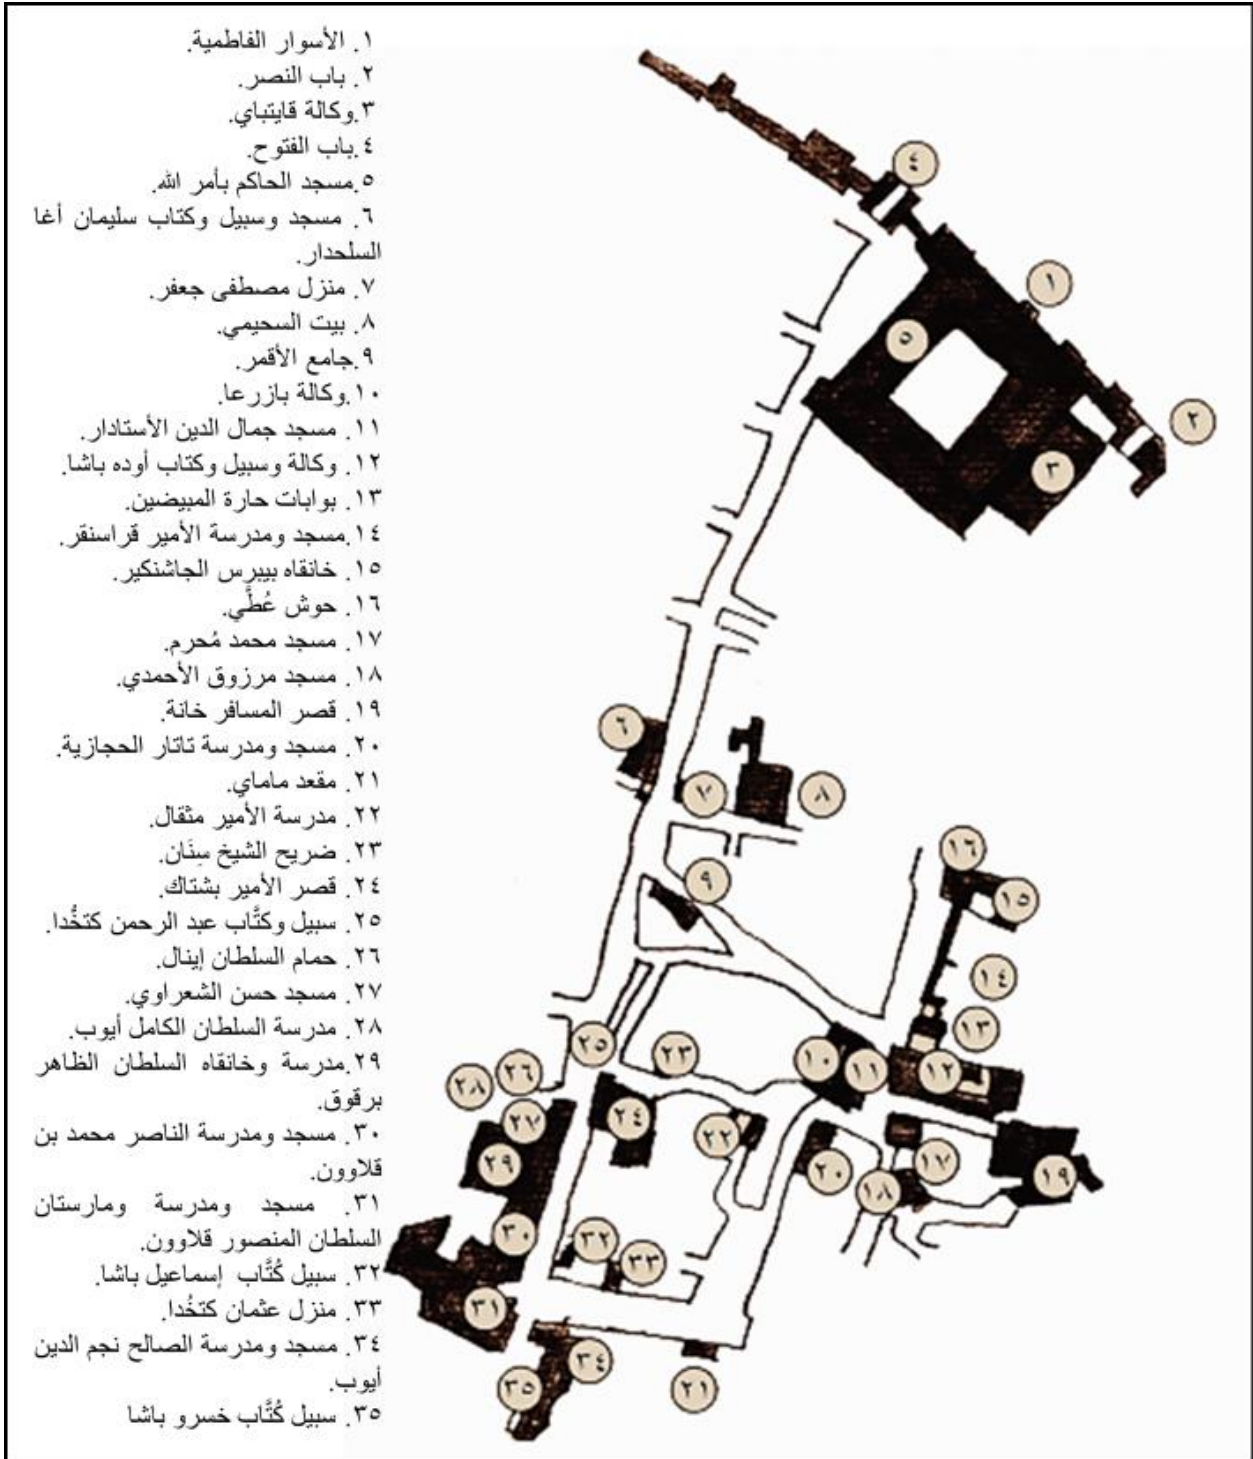 ١. الأسوار الفاطمية.
٢. باب النصر.
٣.وكالة قايتباي.
٤.باب الفتوح.
٥.مسجد الحاكم بأمر الله.
٦. مسجد وسبيل وكتاب سليمان أغا
السلحدار.
٧. منزل مصطفى جعفر.
٨. بيت السحيمي.
٩.جامع الأقمر.
١٠.وكالة بازرعا.
١١. مسجد جمال الدين الأستادار.
١٢. وكالة وسبيل وكتاب أوده باشا.
١٣. بوابات حارة المبيضين.
١٤.مسجد ومدرسة الأمير قراسنقر.
١٥. خانقاه بيبرس الجاشنكير.
١٦. حوش عُطَّي.
١٧. مسجد محمد مُحرم.
١٨. مسجد مرزوق الأحمدي.
١٩. قصر المسافر خانة.
٢٠. مسجد ومدرسة تاتار الحجازية.
٢١. مقعد ماماي.
٢٢. مدرسة الأمير مثقال.
٢٣. ضريح الشيخ سِنَان.
٢٤. قصر الأمير بشتاك.
٢٥. سبيل وكتَّاب عبد الرحمن كتخُدا.
٢٦. حمام السلطان إينال.
٢٧. مسجد حسن الشعراوي.
٢٨. مدرسة السلطان الكامل أيوب.
٢٩.مدرسة وخانقاه السلطان الظاهر
برقوق.
٣٠. مسجد ومدرسة الناصر محمد بن
قلاوون.
٣١. مسجد ومدرسة ومارستان
السلطان المنصور قلاوون.
٣٢. سبيل كُتَّاب إسماعيل باشا.
٣٣. منزل عثمان كتخُدا.
٣٤. مسجد ومدرسة الصالح نجم الدين
أيوب.
٣٥. سبيل كُتَّاب خسرو باشا
٤
١
٥
٢
٣
٦
٧
٨
٩
١٦
١٥
١٤
١٣
٢٥
٢٣
١٠
١١
١٢
٢٨
٢٦
٢٧
٢٤
٢٢
٢٩
٢٠
١٧
١٨
١٩
٣٠
٣٢
٣٣
٣١
٣٤
٣٥
٢١